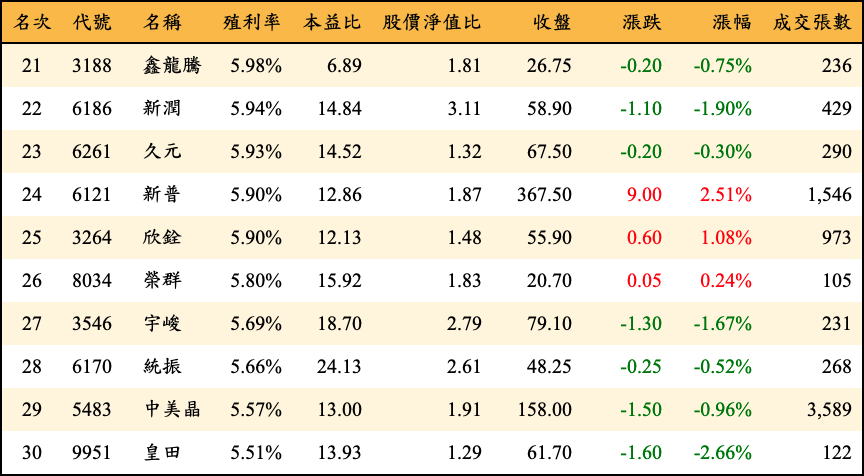 名次 代號 名稱 殖利率 本益比 股價淨值比 收盤 漲跌 漲幅 成交張數
21 3188 鑫龍騰 5.98% 6.89 1.81 26.75 -0.20 -0.75% 236
22 6186 新潤 5.94% 14.84 3.11 58.90 -1.10 -1.90% 429
23 6261 久元 5.93% 14.52 1.32 67.50 -0.20 -0.30% 290
24 6121 新普 5.90% 12.86 1.87 367.50 9.00 2.51% 1,546
25 3264 欣銓 5.90% 12.13 1.48 55.90 0.60 1.08% 973
26 8034 榮群 5.80% 15.92 1.83 20.70 0.05 0.24% 105
27 3546 宇峻 5.69% 18.70 2.79 79.10 -1.30 -1.67% 231
28 6170 統振 5.66% 24.13 2.61 48.25 -0.25 -0.52% 268
29 5483 中美晶 5.57% 13.00 1.91 158.00 -1.50 -0.96% 3,589
30 9951 皇田 5.51% 13.93 1.29 61.70 -1.60 -2.66% 122